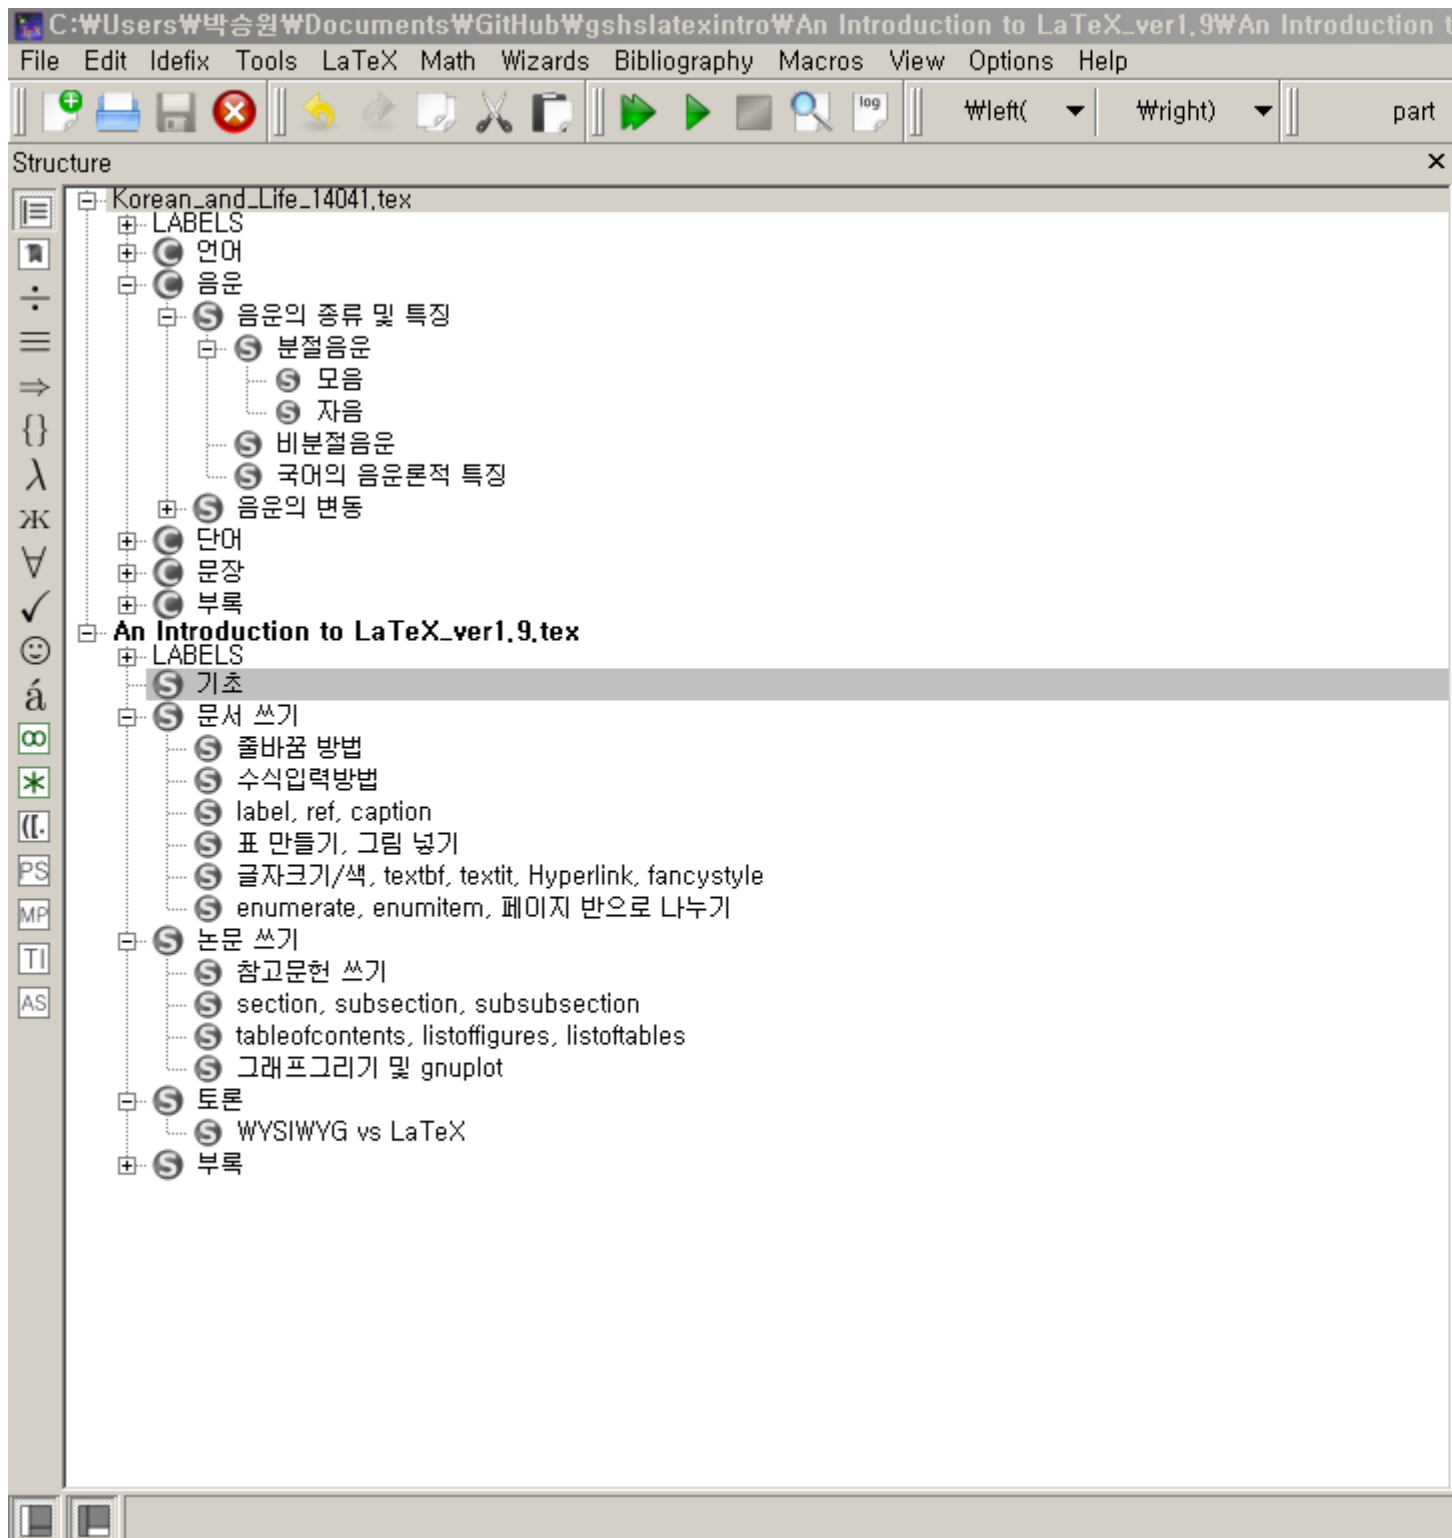 C:₩Users₩박승원₩Documents₩GitHub₩gshslatexintro₩An Introduction to LaTeX_ver1.9₩An Introduction t
File Edit Idefix Tools LaTeX Math Wizards Bibliography Macros View Options Help
log ₩left( ₩right) part
Structure
Korean_and_Life_14041.tex
LABELS
언어
음운
음운의 종류 및 특징
분절음운
모음
자음
비분절음운
국어의 음운론적 특징
음운의 변동
단어
문장
부록
An Introduction to LaTeX_ver1.9.tex
LABELS
기초
문서 쓰기
줄바꿈 방법
수식입력방법
label, ref, caption
표 만들기, 그림 넣기
글자크기/색, textbf, textit, Hyperlink, fancystyle
enumerate, enumitem, 페이지 반으로 나누기
논문 쓰기
참고문헌 쓰기
section, subsection, subsubsection
tableofcontents, listoffigures, listoftables
그래프그리기 및 gnuplot
토론
WYSIWYG vs LaTeX
부록
÷
≡
⇒
{}
λ
ж
∀
✓
☺
á
∞
*
([.
PS
MP
TI
AS